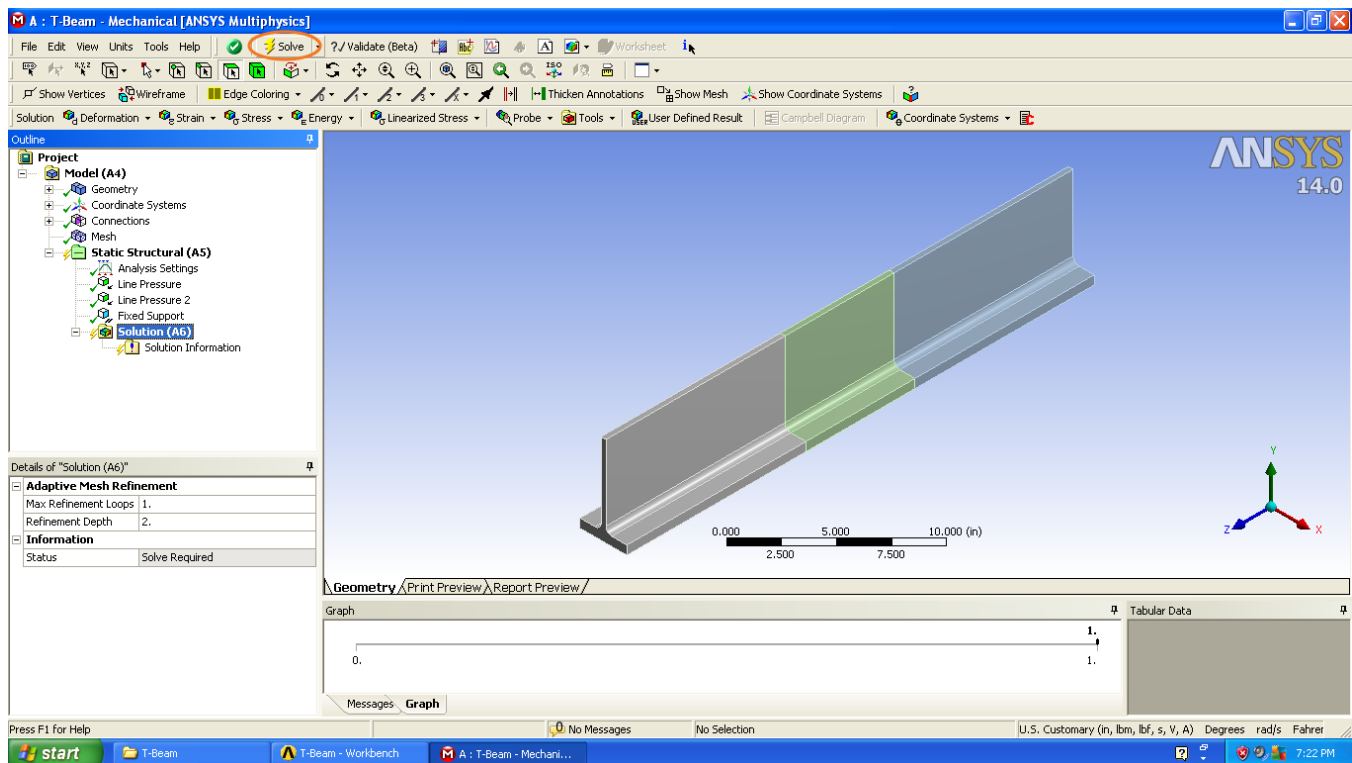 A : T-Beam - Mechanical [ANSYS Multiphysics]
File Edit View Units Tools Help Solve ?✓ Validate (Beta) A Worksheet
Show Vertices Wireframe Edge Coloring Thicken Annotations Show Mesh Show Coordinate Systems
Solution Deformation Strain Stress Energy Linearized Stress Probe Tools User Defined Result Campbell Diagram Coordinate Systems
Outline
Project
Model (A4)
Geometry
Coordinate Systems
Connections
Mesh
Static Structural (A5)
Analysis Settings
Line Pressure
Line Pressure 2
Fixed Support
Solution (A6)
Solution Information
Details of "Solution (A6)"
Adaptive Mesh Refinement
Max Refinement Loops 1.
Refinement Depth 2.
Information
Status Solve Required
ANSYS
14.0
Y
Z X
0.000 5.000 10.000 (in)
2.500 7.500
Geometry Print Preview Report Preview
Graph
1.
0. 1.
Messages Graph
Tabular Data
Press F1 for Help No Messages No Selection U.S. Customary (in, lbm, lbf, s, V, A) Degrees rad/s Fahrer
start T-Beam T-Beam - Workbench A : T-Beam - Mechani... 7:22 PM